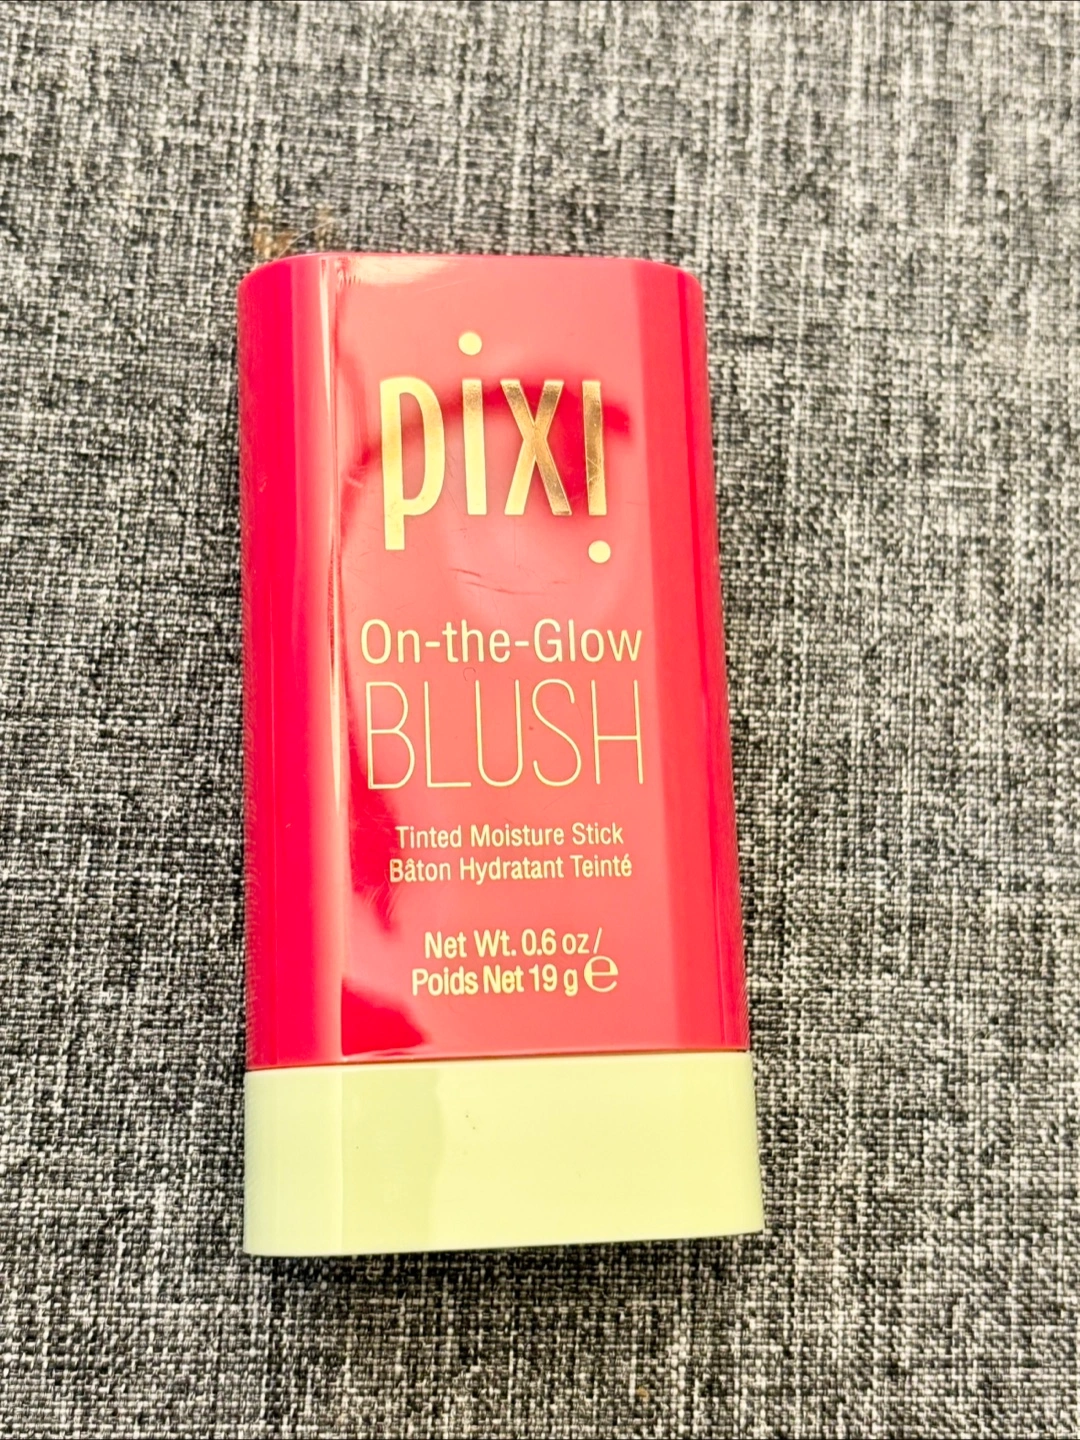 pixi
On-the-Glow
BLUSH
Tinted Moisture Stick
Bâton Hydratant Teinté
Net Wt. 0.6 oz/
Poids Net 19 g ℮